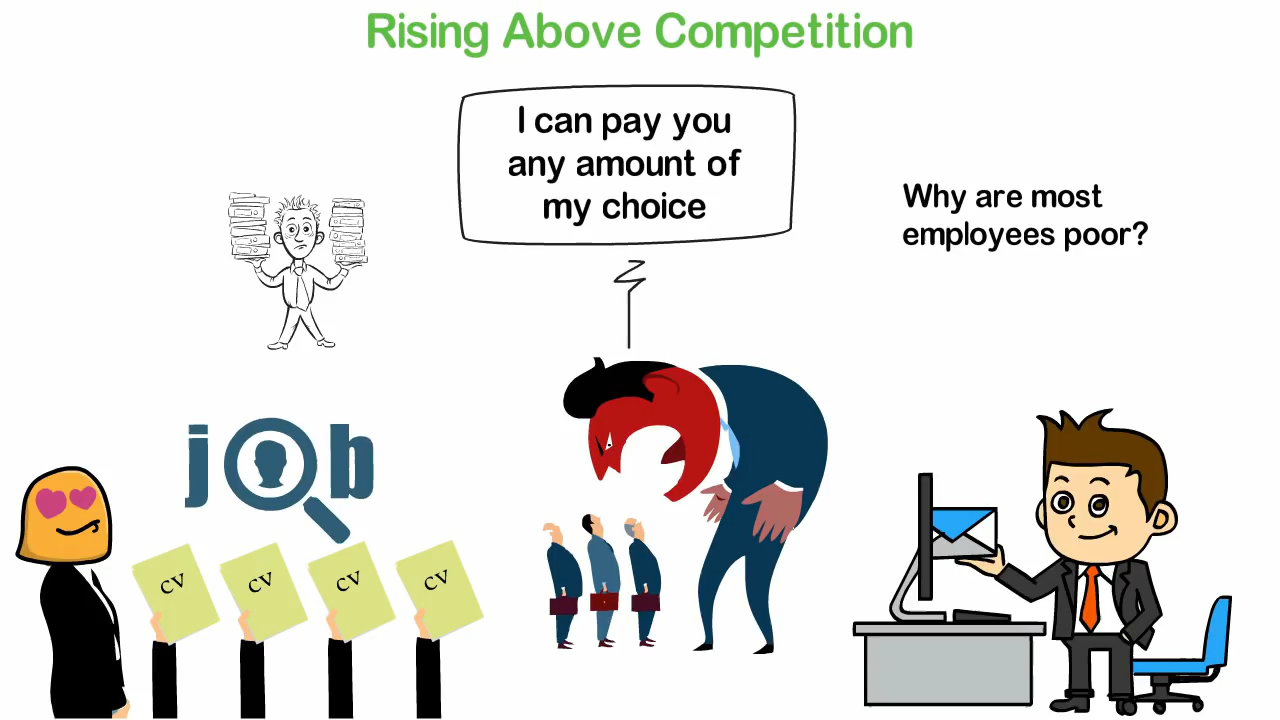 Rising Above Competition
I can pay you
any amount of
my choice
Why are most
employees poor?
job
CV
CV
CV
CV